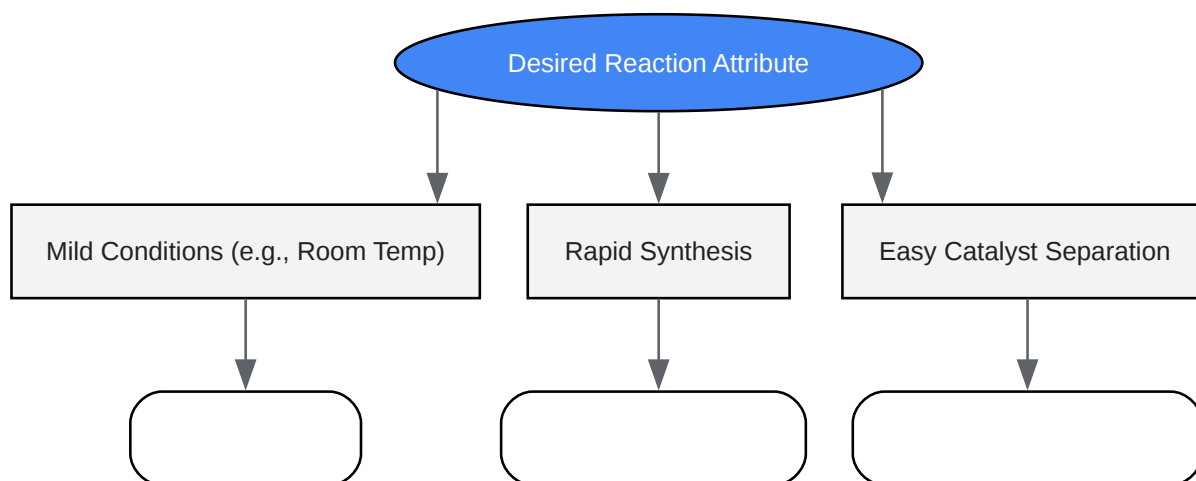 Desired Reaction Attribute
Mild Conditions (e.g., Room Temp)
Rapid Synthesis
Easy Catalyst Separation